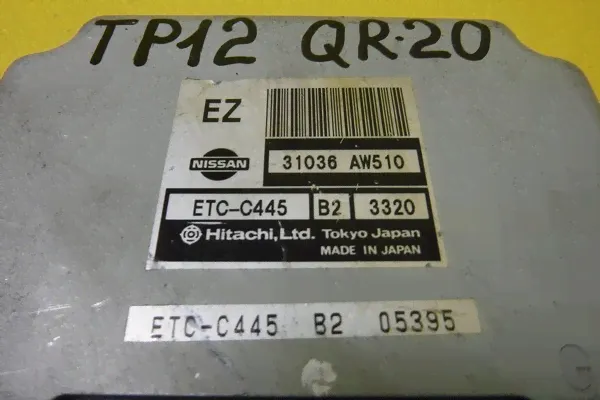 TP12 QR-20
EZ
NISSAN
31036 AW510
ETC-C445 B2 3320
Hitachi, Ltd. Tokyo Japan
MADE IN JAPAN
ETC-C445 B2 05395
G